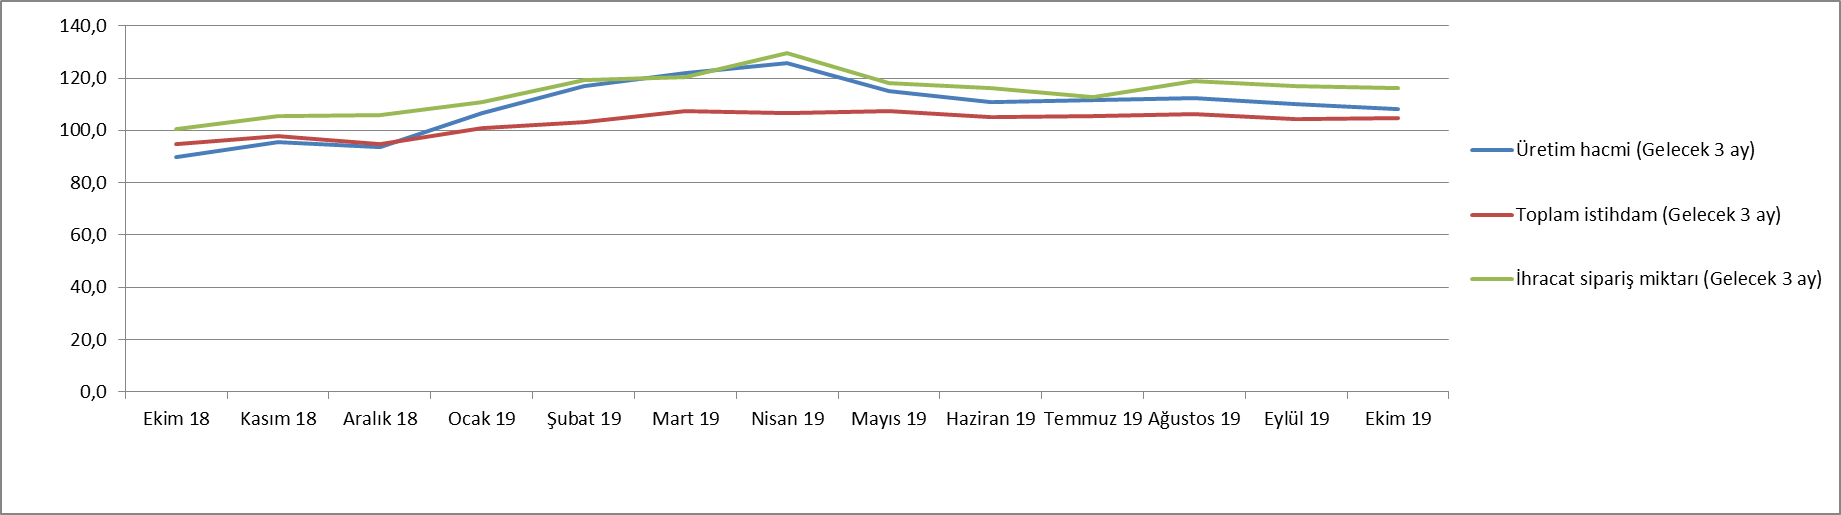 140,0
120,0
100,0
80,0
60,0
40,0
20,0
0,0
Ekim 18 Kasım 18 Aralık 18 Ocak 19 Şubat 19 Mart 19 Nisan 19 Mayıs 19 Haziran 19 Temmuz 19 Ağustos 19 Eylül 19 Ekim 19
Üretim hacmi (Gelecek 3 ay)
Toplam istihdam (Gelecek 3 ay)
İhracat sipariş miktarı (Gelecek 3 ay)